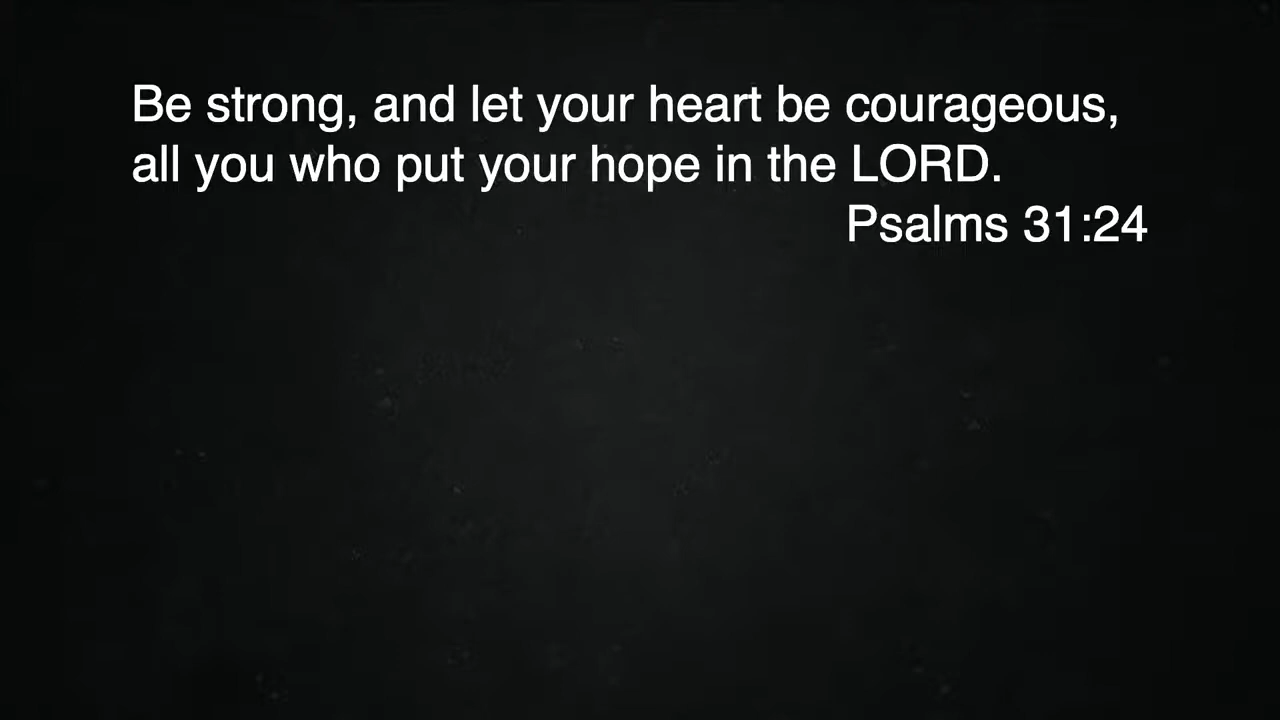 Be strong, and let your heart be courageous,
all you who put your hope in the LORD.
Psalms 31:24